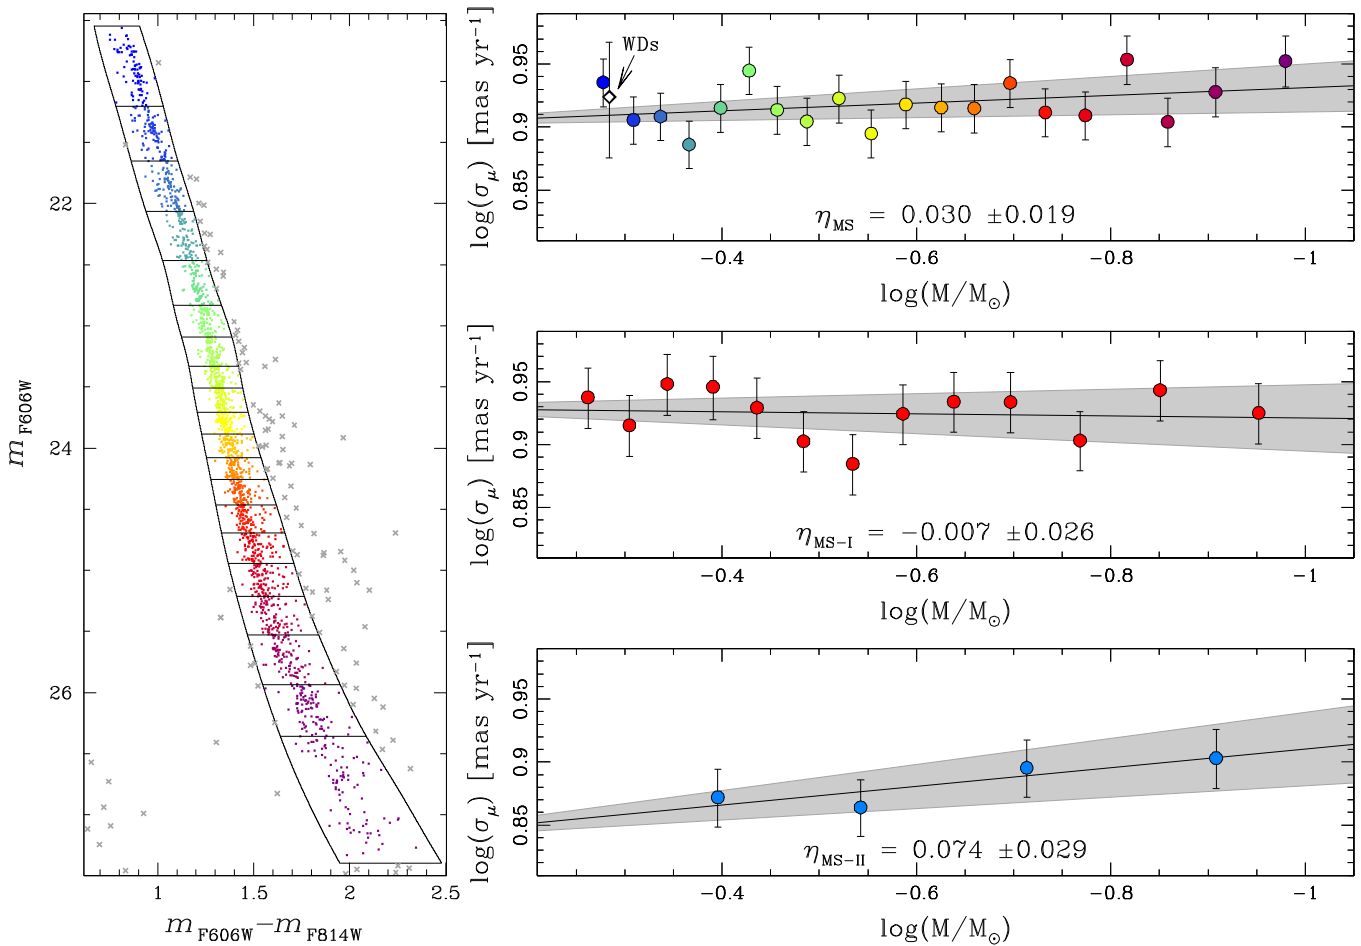 22
24
26
m F606W
1
1.5
2
2.5
m F606W−m F814W
log(σμ) [mas yr⁻¹]
0.95
0.9
0.85
WDs
ηMS = 0.030 ±0.019
−0.4
−0.6
−0.8
−1
log(M/M⊙)
log(σμ) [mas yr⁻¹]
0.95
0.9
0.85
ηMS−I = −0.007 ±0.026
−0.4
−0.6
−0.8
−1
log(M/M⊙)
log(σμ) [mas yr⁻¹]
0.95
0.9
0.85
ηMS−II = 0.074 ±0.029
−0.4
−0.6
−0.8
−1
log(M/M⊙)